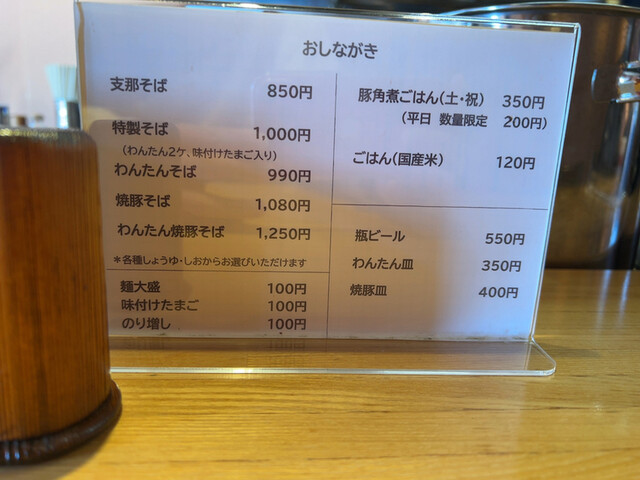 おしながき
支那そば 850円
特製そば 1,000円
(わんたん2ケ、味付けたまご入り)
わんたんそば 990円
焼豚そば 1,080円
わんたん焼豚そば 1,250円
*各種しょうゆ・しおからお選びいただけます
麺大盛 100円
味付けたまご 100円
のり増し 100円
豚角煮ごはん(土・祝) 350円
(平日 数量限定 200円)
ごはん(国産米) 120円
瓶ビール 550円
わんたん皿 350円
焼豚皿 400円